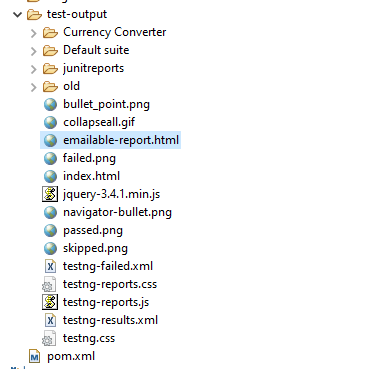 test-output
Currency Converter
Default suite
junitreports
old
bullet_point.png
collapseall.gif
emailable-report.html
failed.png
index.html
jquery-3.4.1.min.js
navigator-bullet.png
passed.png
skipped.png
testng-failed.xml
testng-reports.css
testng-reports.js
testng-results.xml
testng.css
pom.xml